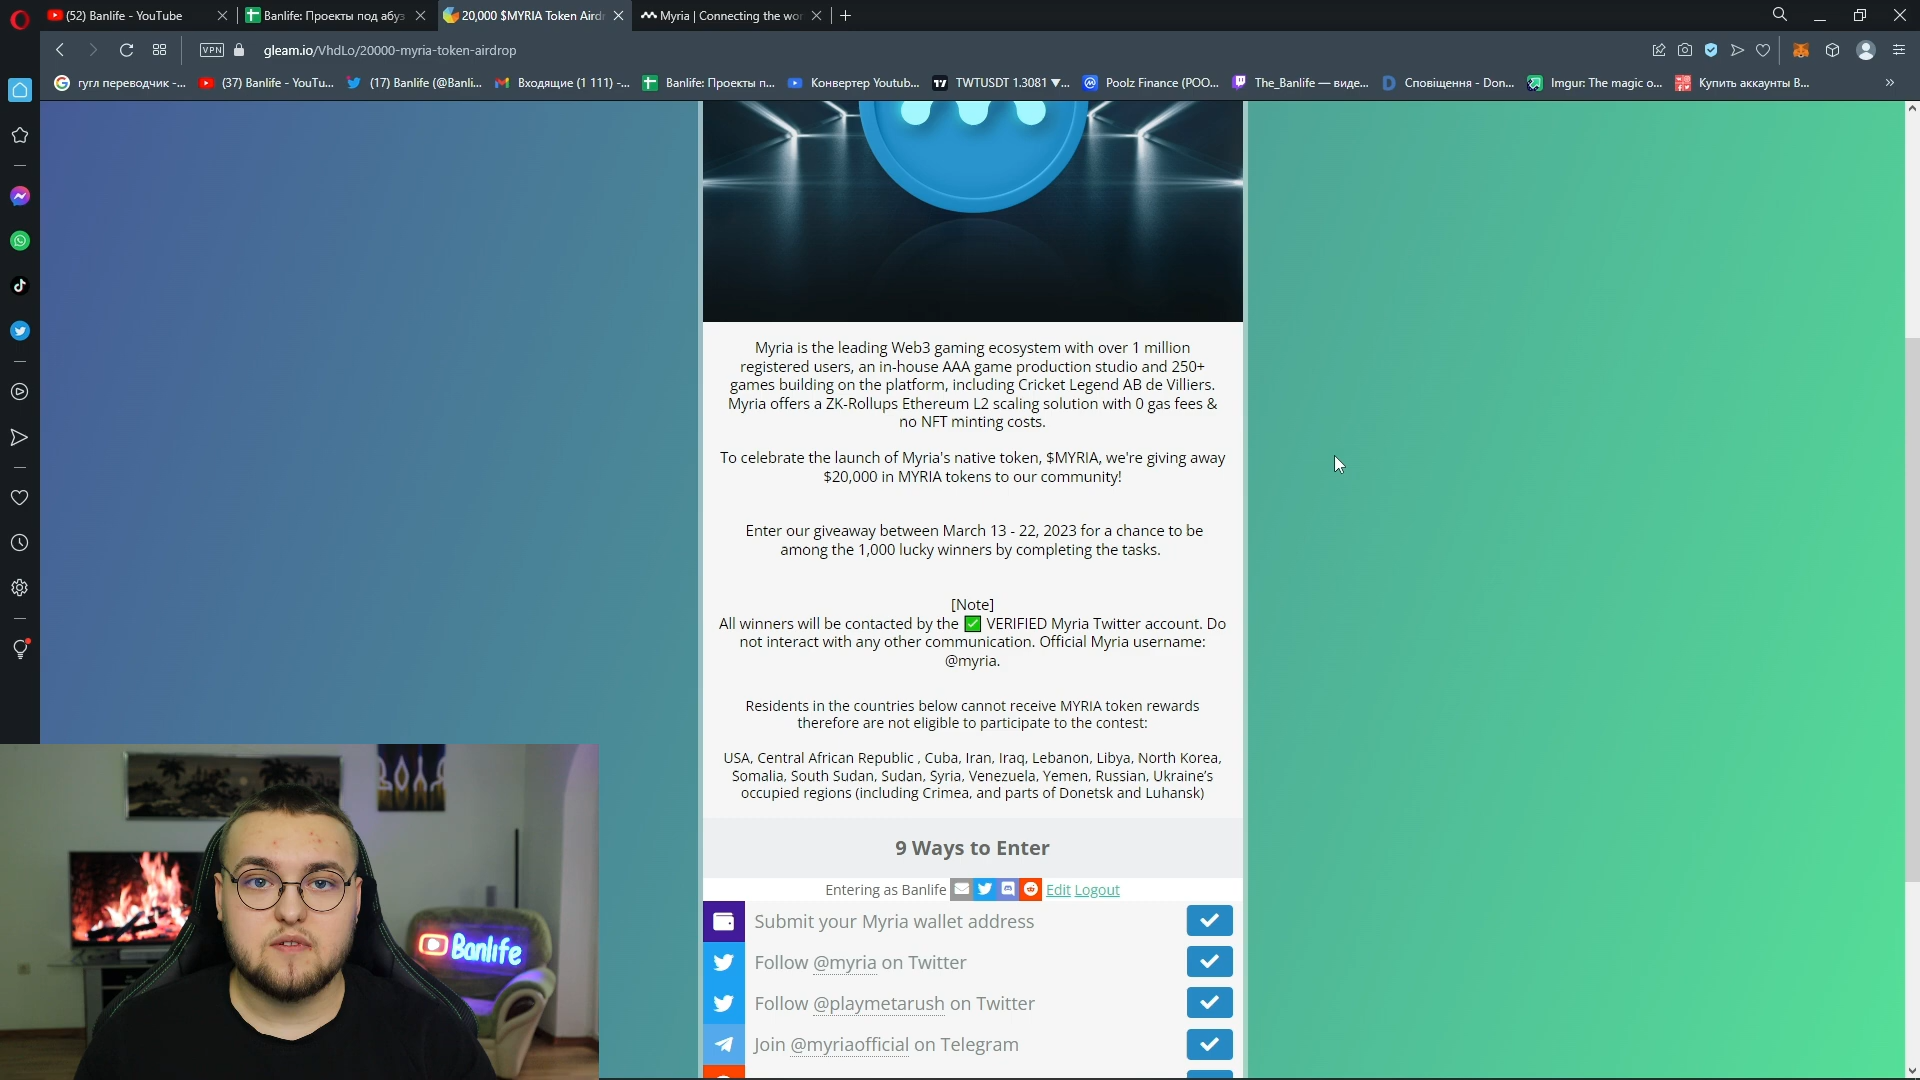 (52) Banlife - YouTube
Banlife: Проекты под абуз
20,000 $MYRIA Token Airdr
Myria | Connecting the wor
VPN
gleam.io/VhdLo/20000-myria-token-airdrop
гугл переводчик -...
(37) Banlife - YouTu...
(17) Banlife (@Banli...
Входящие (1 111) -...
Banlife: Проекты п...
Конвертер Youtub...
TWTUSDT 1.3081 ▼...
Poolz Finance (POO...
The_Banlife — виде...
Сповіщення - Don...
Imgur: The magic o...
Купить аккаунты В...
Myria is the leading Web3 gaming ecosystem with over 1 million
registered users, an in-house AAA game production studio and 250+
games building on the platform, including Cricket Legend AB de Villiers.
Myria offers a ZK-Rollups Ethereum L2 scaling solution with 0 gas fees &
no NFT minting costs.
To celebrate the launch of Myria's native token, $MYRIA, we're giving away
$20,000 in MYRIA tokens to our community!
Enter our giveaway between March 13 - 22, 2023 for a chance to be
among the 1,000 lucky winners by completing the tasks.
[Note]
All winners will be contacted by the ✅ VERIFIED Myria Twitter account. Do
not interact with any other communication. Official Myria username:
@myria.
Residents in the countries below cannot receive MYRIA token rewards
therefore are not eligible to participate to the contest:
USA, Central African Republic , Cuba, Iran, Iraq, Lebanon, Libya, North Korea,
Somalia, South Sudan, Sudan, Syria, Venezuela, Yemen, Russian, Ukraine's
occupied regions (including Crimea, and parts of Donetsk and Luhansk)
9 Ways to Enter
Entering as Banlife Edit Logout
Submit your Myria wallet address
Follow @myria on Twitter
Follow @playmetarush on Twitter
Join @myriaofficial on Telegram
Banlife